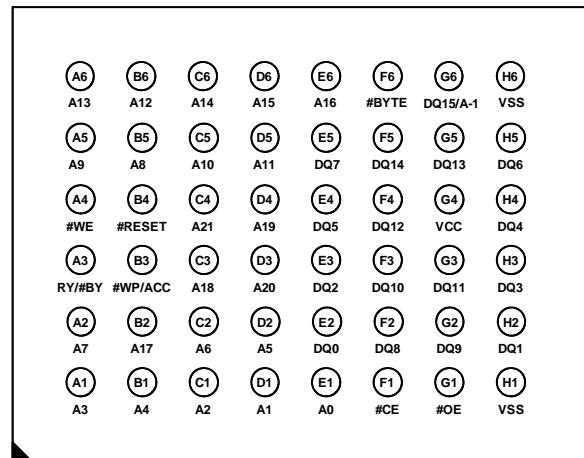 A6 B6 C6 D6 E6 F6 G6 H6
A13 A12 A14 A15 A16 #BYTE DQ15/A-1 VSS
A5 B5 C5 D5 E5 F5 G5 H5
A9 A8 A10 A11 DQ7 DQ14 DQ13 DQ6
A4 B4 C4 D4 E4 F4 G4 H4
#WE #RESET A21 A19 DQ5 DQ12 VCC DQ4
A3 B3 C3 D3 E3 F3 G3 H3
RY/#BY #WP/ACC A18 A20 DQ2 DQ10 DQ11 DQ3
A2 B2 C2 D2 E2 F2 G2 H2
A7 A17 A6 A5 DQ0 DQ8 DQ9 DQ1
A1 B1 C1 D1 E1 F1 G1 H1
A3 A4 A2 A1 A0 #CE #OE VSS